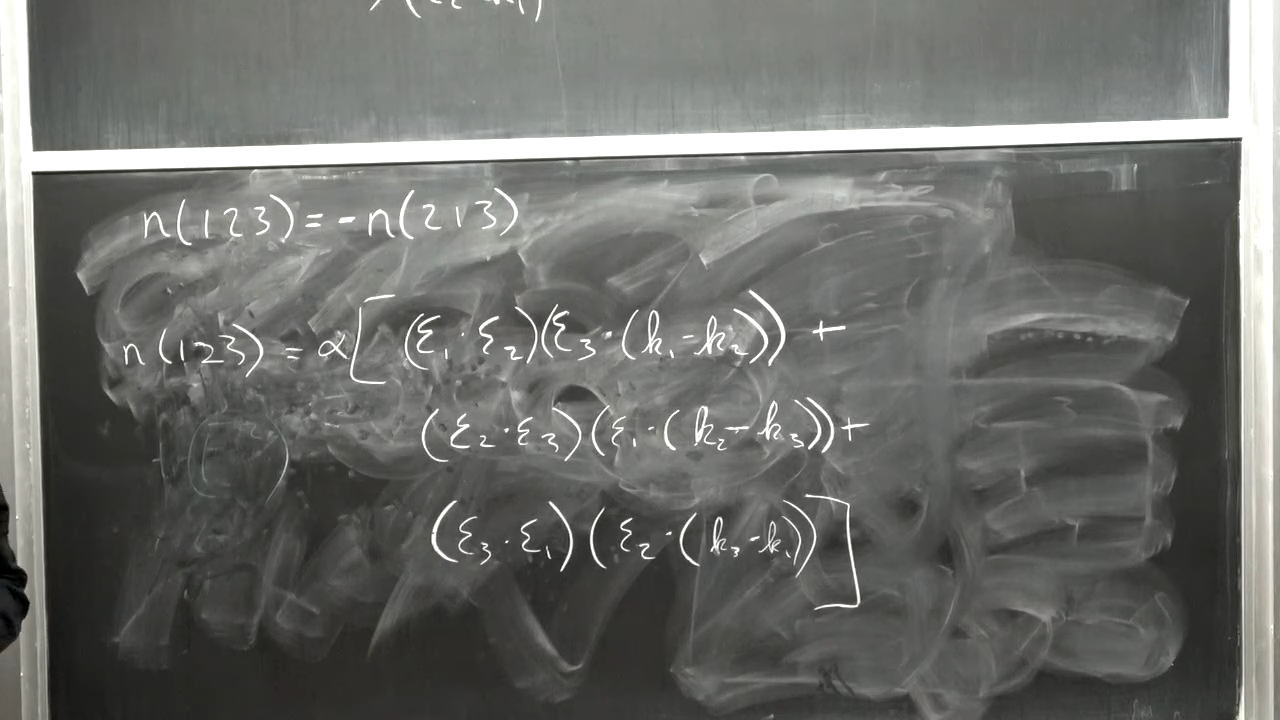 n(123) = - n(213)
n(123) = α[ (ε₁·ε₂)(ε₃·(k₁-k₂)) +
(ε₂·ε₃)(ε₁·(k₂-k₃)) +
(ε₃·ε₁)(ε₂·(k₃-k₁)) ]